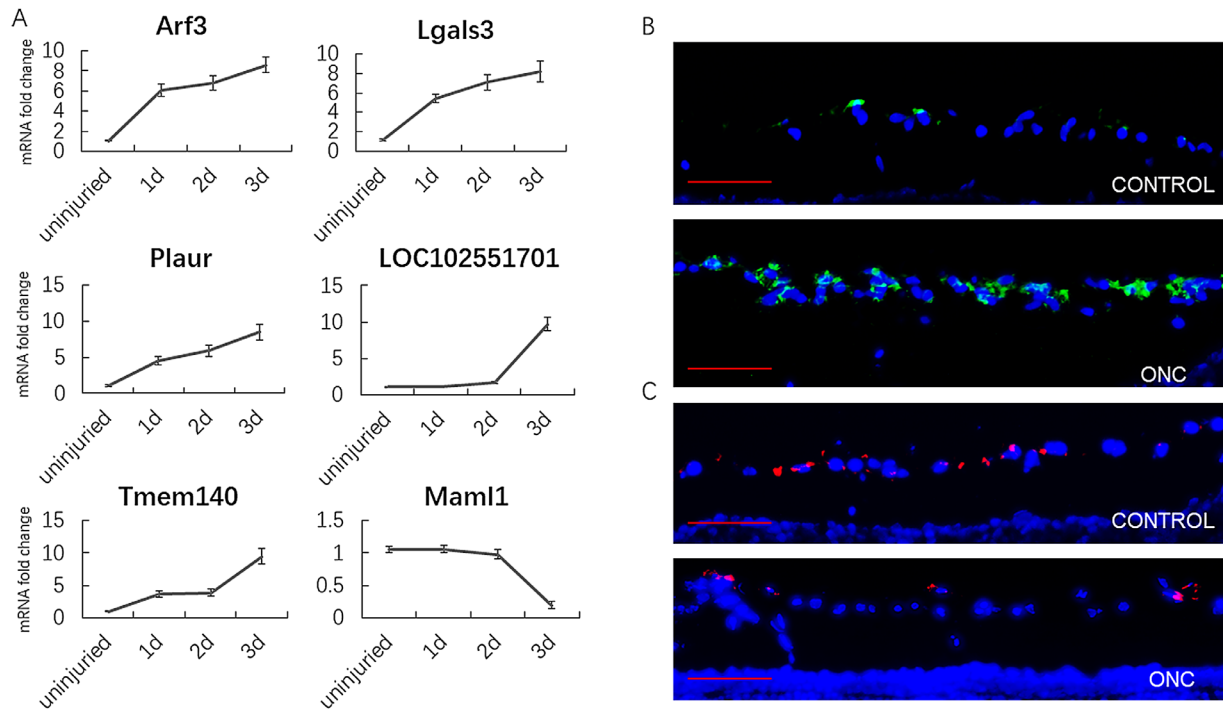 A
Arf3
mRNA fold change
10
8
6
4
2
0
uninjuried
1d
2d
3d
Lgals3
10
8
6
4
2
0
uninjuried
1d
2d
3d
Plaur
mRNA fold change
15
10
5
0
uninjuried
1d
2d
3d
LOC102551701
15
10
5
0
uninjuried
1d
2d
3d
Tmem140
mRNA fold change
15
10
5
0
uninjuried
1d
2d
3d
Maml1
1.5
1
0.5
0
uninjuried
1d
2d
3d
B
CONTROL
ONC
C
CONTROL
ONC